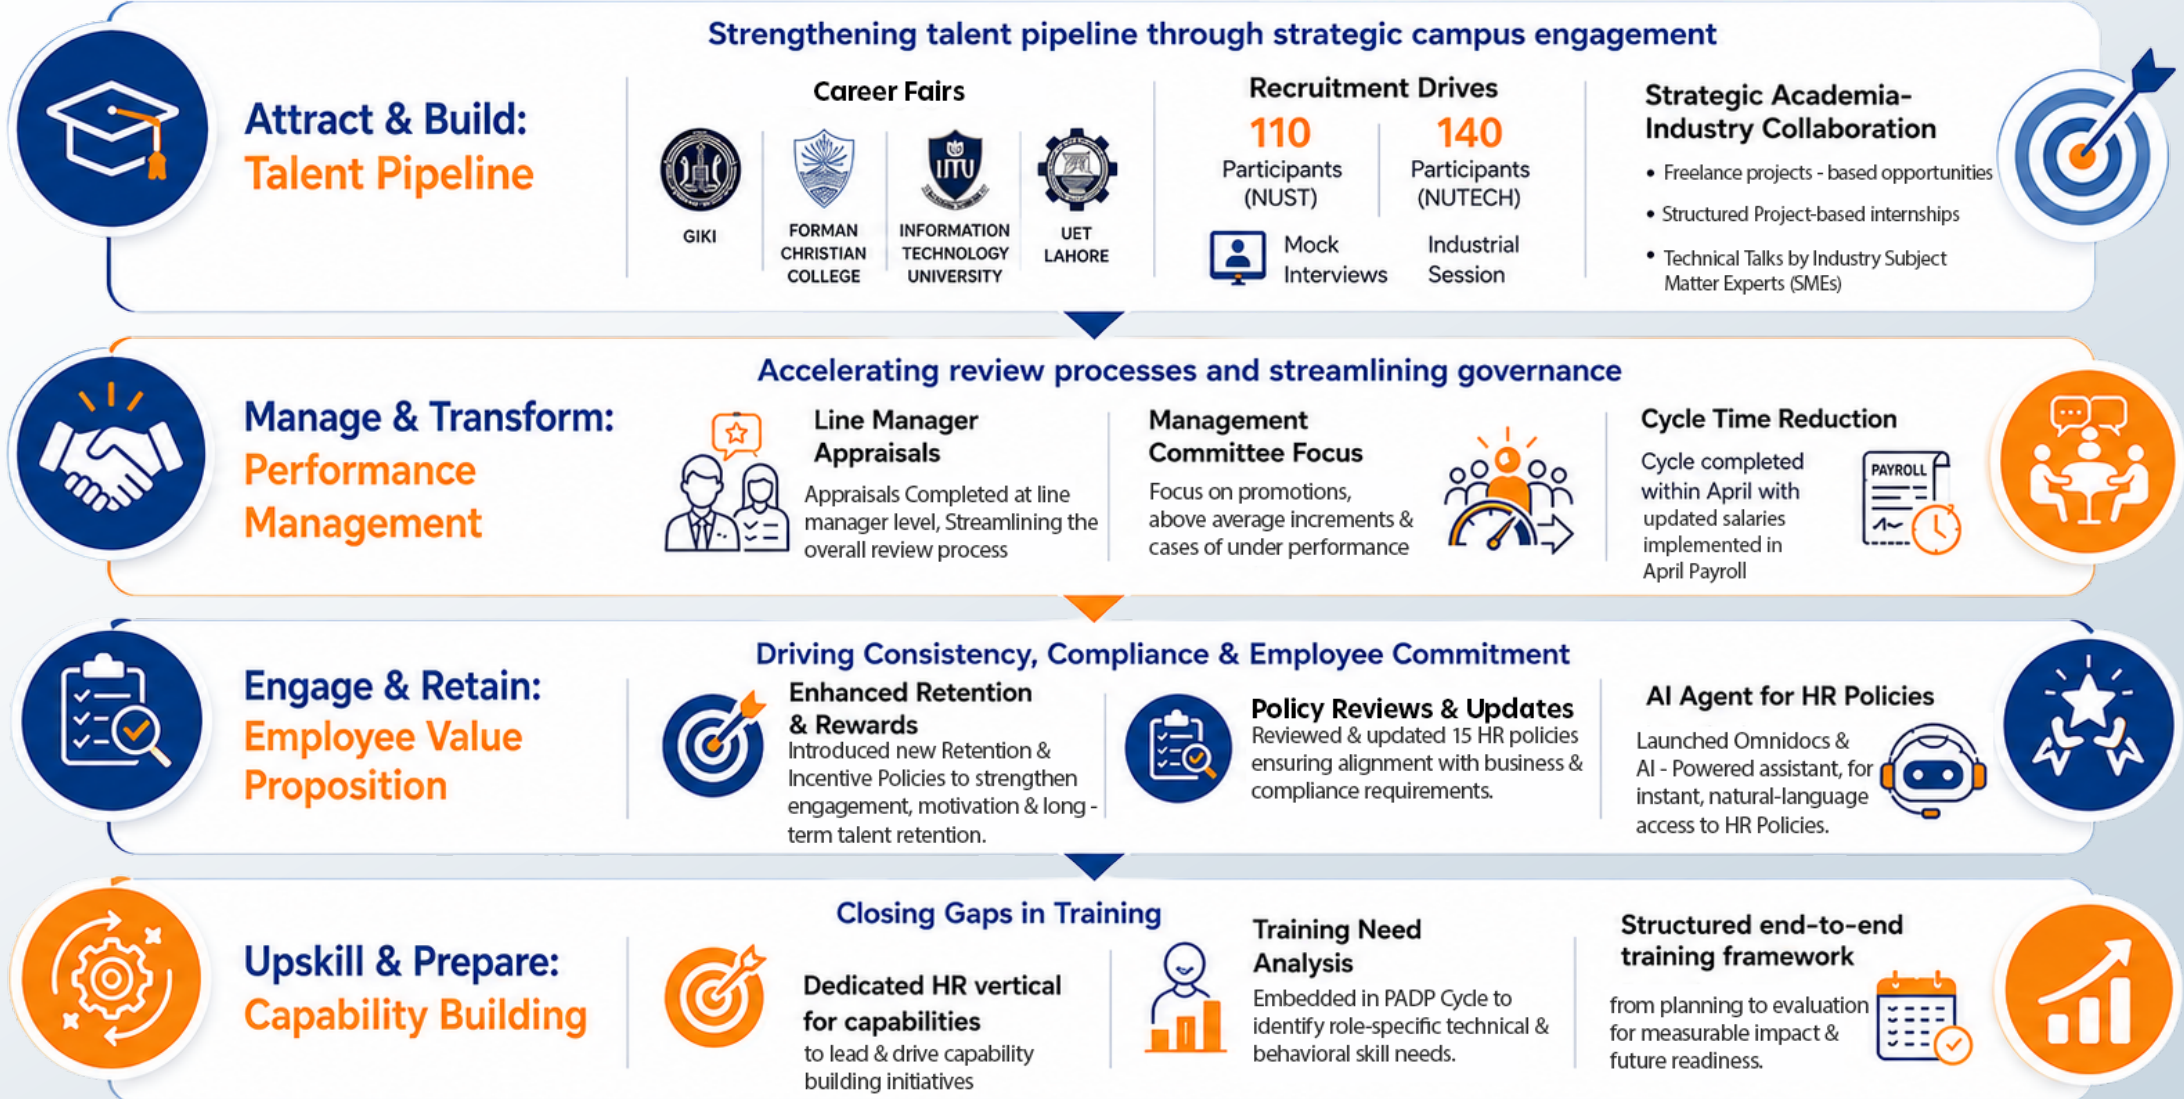 Strengthening talent pipeline through strategic campus engagement
Attract & Build:
Talent Pipeline
Career Fairs
GIKI
FORMAN
CHRISTIAN
COLLEGE
ITU
INFORMATION
TECHNOLOGY
UNIVERSITY
UET
LAHORE
Recruitment Drives
110
Participants
(NUST)
140
Participants
(NUTECH)
Mock
Interviews
Industrial
Session
Strategic Academia-
Industry Collaboration
• Freelance projects - based opportunities
• Structured Project-based internships
• Technical Talks by Industry Subject
Matter Experts (SMEs)
Accelerating review processes and streamlining governance
Manage & Transform:
Performance
Management
Line Manager
Appraisals
Appraisals Completed at line
manager level, Streamlining the
overall review process
Management
Committee Focus
Focus on promotions,
above average increments &
cases of under performance
Cycle Time Reduction
Cycle completed
within April with
updated salaries
implemented in
April Payroll
PAYROLL
Driving Consistency, Compliance & Employee Commitment
Engage & Retain:
Employee Value
Proposition
Enhanced Retention
& Rewards
Introduced new Retention &
Incentive Policies to strengthen
engagement, motivation & long -
term talent retention.
Policy Reviews & Updates
Reviewed & updated 15 HR policies
ensuring alignment with business &
compliance requirements.
AI Agent for HR Policies
Launched Omnidocs &
AI - Powered assistant, for
instant, natural-language
access to HR Policies.
Closing Gaps in Training
Upskill & Prepare:
Capability Building
Dedicated HR vertical
for capabilities
to lead & drive capability
building initiatives
Training Need
Analysis
Embedded in PADP Cycle to
identify role-specific technical &
behavioral skill needs.
Structured end-to-end
training framework
from planning to evaluation
for measurable impact &
future readiness.